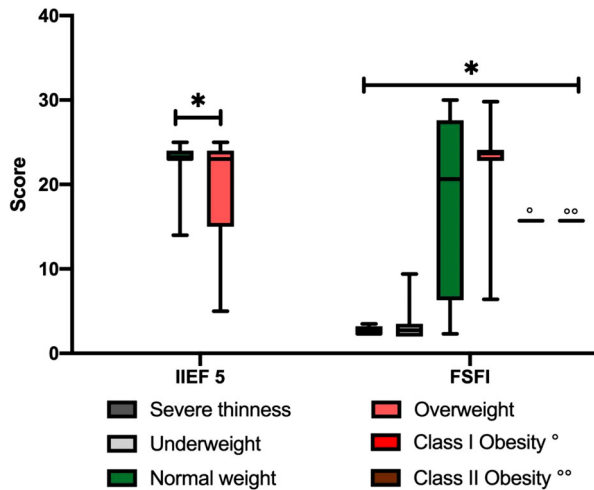 40
30
20
10
0
Score
*
*
°
°°
IIEF 5
FSFI
Severe thinness
Overweight
Underweight
Class I Obesity °
Normal weight
Class II Obesity °°